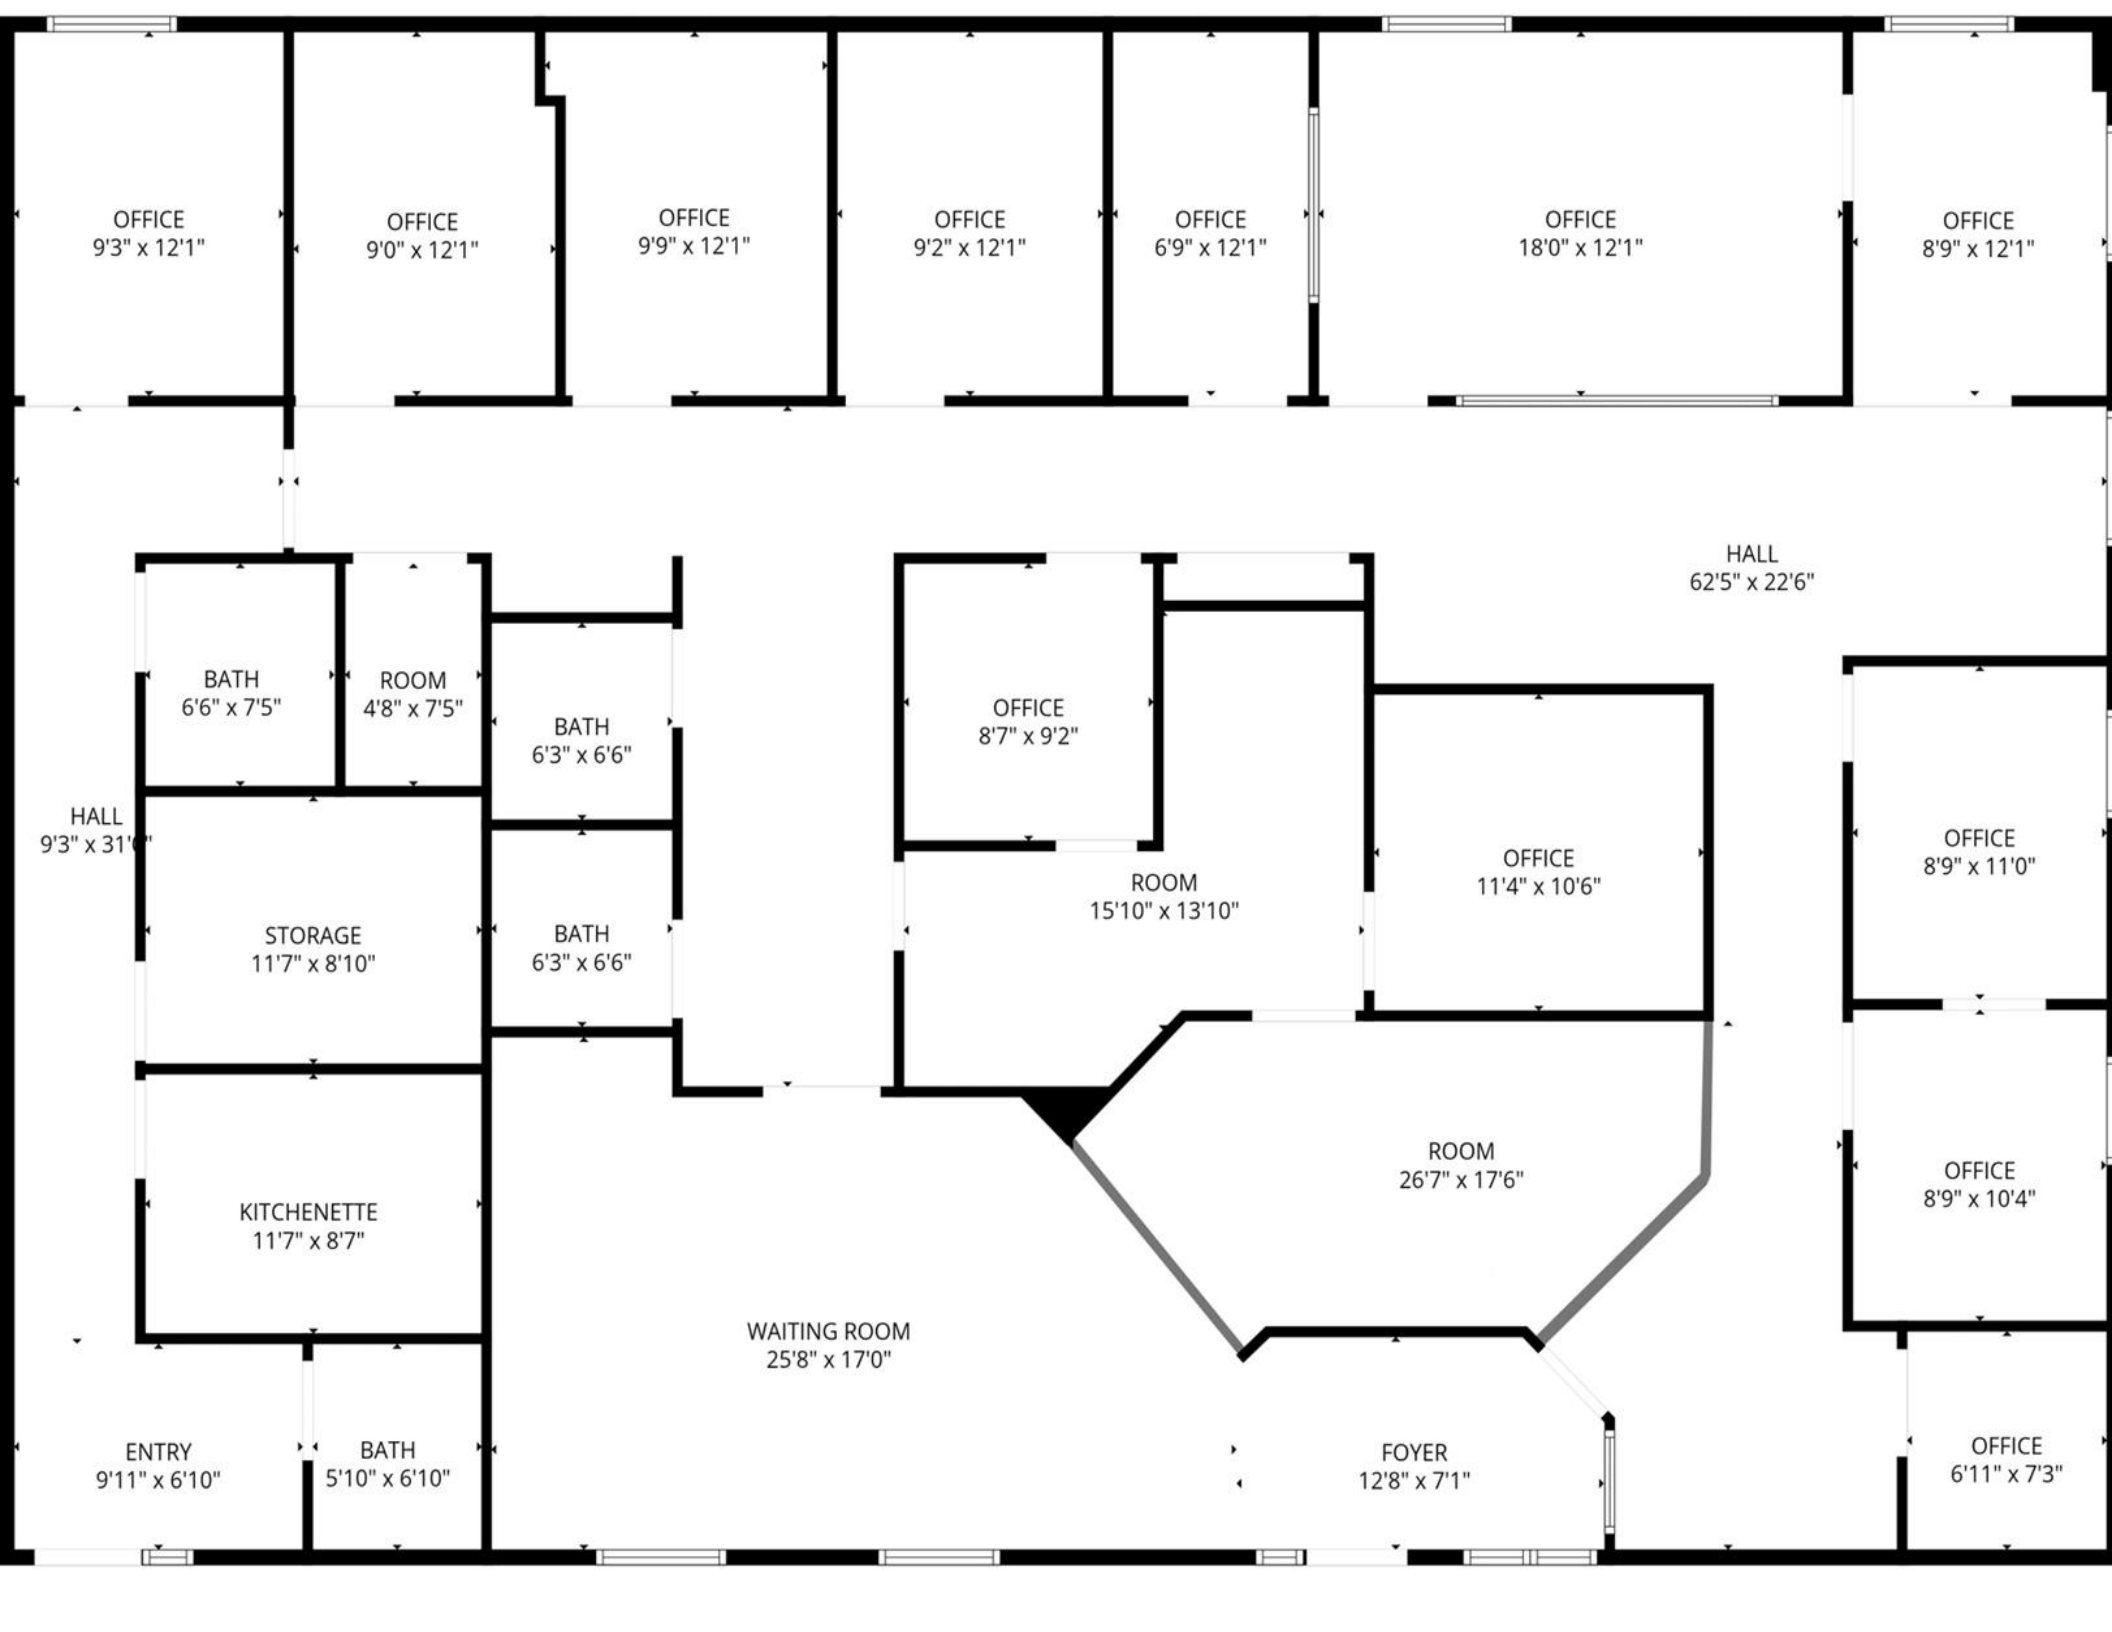 OFFICE
9'3" x 12'1"
OFFICE
9'0" x 12'1"
OFFICE
9'9" x 12'1"
OFFICE
9'2" x 12'1"
OFFICE
6'9" x 12'1"
OFFICE
18'0" x 12'1"
OFFICE
8'9" x 12'1"
HALL
62'5" x 22'6"
BATH
6'6" x 7'5"
ROOM
4'8" x 7'5"
BATH
6'3" x 6'6"
OFFICE
8'7" x 9'2"
HALL
9'3" x
OFFICE
8'9" x 11'0"
OFFICE
11'4" x 10'6"
ROOM
15'10" x 13'10"
STORAGE
11'7" x 8'10"
BATH
6'3" x 6'6"
ROOM
26'7" x 17'6"
OFFICE
8'9" x 10'4"
KITCHENETTE
11'7" x 8'7"
WAITING ROOM
25'8" x 17'0"
ENTRY
9'11" x 6'10"
BATH
5'10" x 6'10"
FOYER
12'8" x 7'1"
OFFICE
6'11" x 7'3"